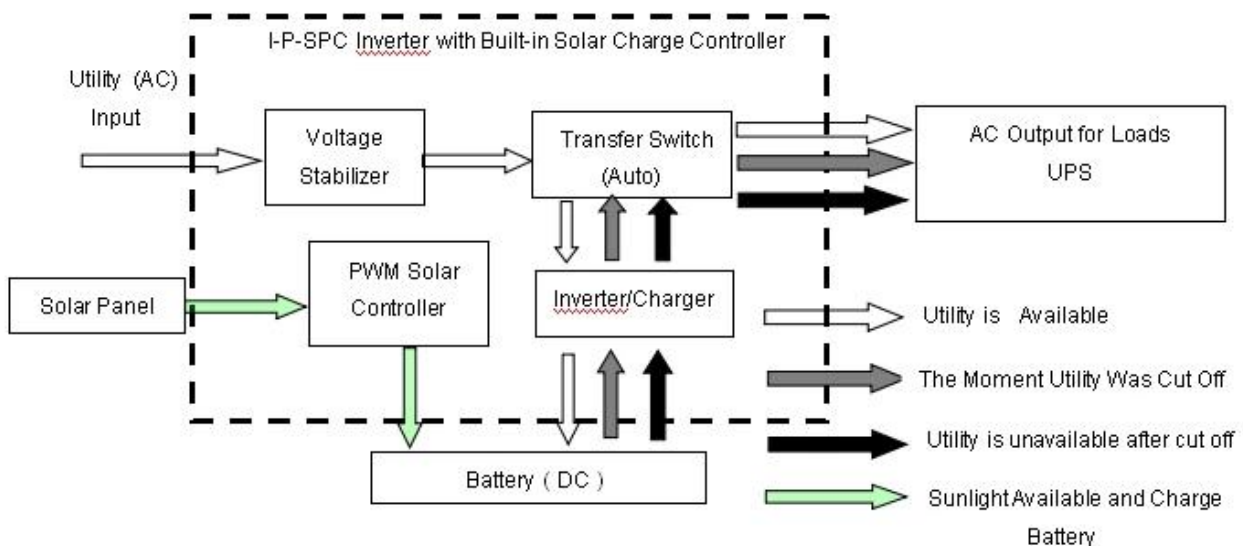 I-P-SPC Inverter with Built-in Solar Charge Controller
Utility (AC)
Input
Voltage
Stabilizer
Transfer Switch
(Auto)
AC Output for Loads
UPS
Solar Panel
PWM Solar
Controller
Inverter/Charger
Battery ( DC )
Utility is Available
The Moment Utility Was Cut Off
Utility is unavailable after cut off
Sunlight Available and Charge
Battery